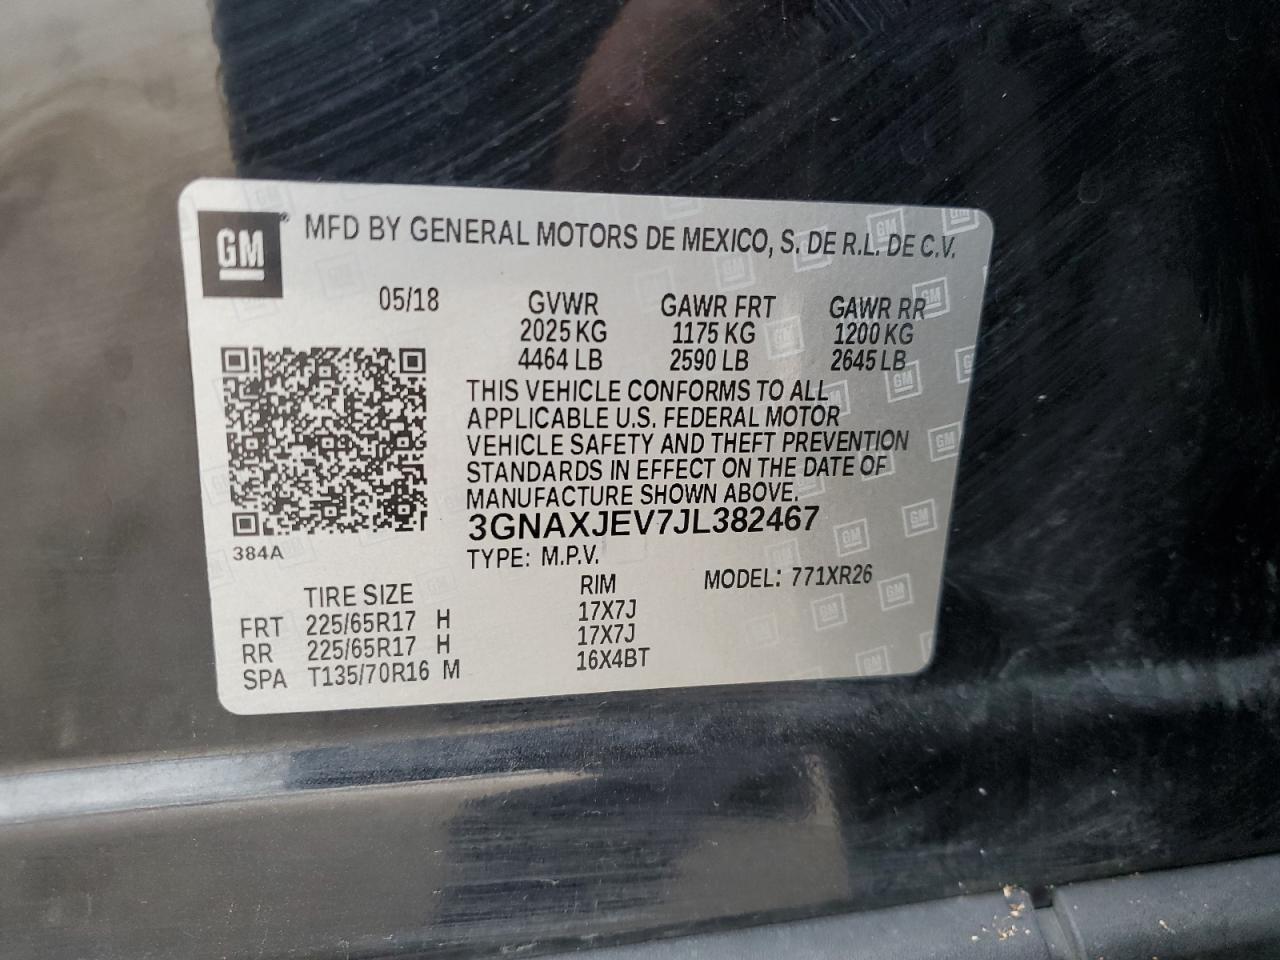 GM® MFD BY GENERAL MOTORS DE MEXICO, S. DE R.L. DE C.V.
05/18 GVWR GAWR FRT GAWR RR
2025 KG 1175 KG 1200 KG
4464 LB 2590 LB 2645 LB
THIS VEHICLE CONFORMS TO ALL
APPLICABLE U.S. FEDERAL MOTOR
VEHICLE SAFETY AND THEFT PREVENTION
STANDARDS IN EFFECT ON THE DATE OF
MANUFACTURE SHOWN ABOVE.
3GNAXJEV7JL382467
384A
TYPE: M.P.V. MODEL: 771XR26
TIRE SIZE RIM
FRT 225/65R17 H 17X7J
RR 225/65R17 H 17X7J
SPA T135/70R16 M 16X4BT